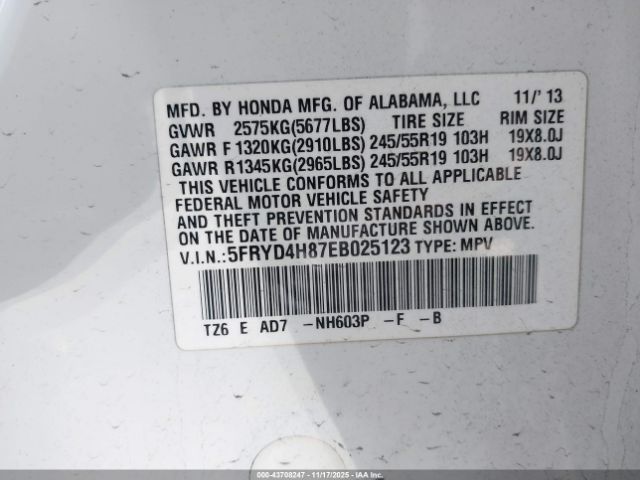 MFD. BY HONDA MFG. OF ALABAMA, LLC 11/' 13
GVWR 2575KG(5677LBS) TIRE SIZE RIM SIZE
GAWR F 1320KG(2910LBS) 245/55R19 103H 19X8.0J
GAWR R1345KG(2965LBS) 245/55R19 103H 19X8.0J
THIS VEHICLE CONFORMS TO ALL APPLICABLE
FEDERAL MOTOR VEHICLE SAFETY
AND THEFT PREVENTION STANDARDS IN EFFECT
ON THE DATE OF MANUFACTURE SHOWN ABOVE.
V.I.N.: 5FRYD4H87EB025123 TYPE: MPV
TZ6 E AD7 -NH603P -F -B
000-43708247 - 11/17/2025 - IAAI.COM